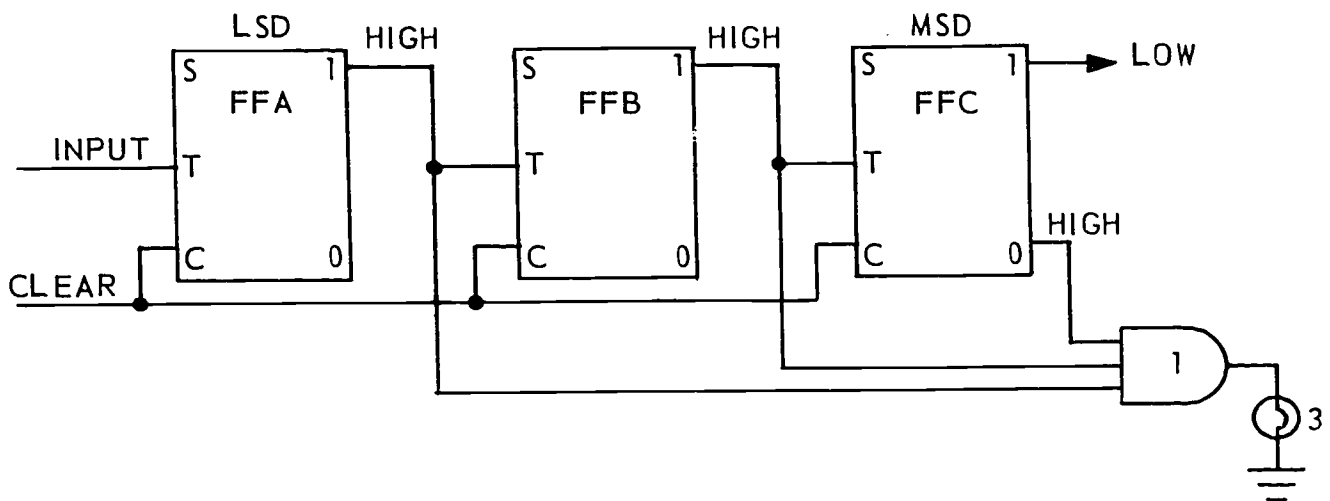 LSD
MSD
HIGH
HIGH
LOW
S 1
S 1
S 1
FFA
FFB
FFC
INPUT
T
T
T
HIGH
C 0
C 0
C 0
CLEAR
1
3